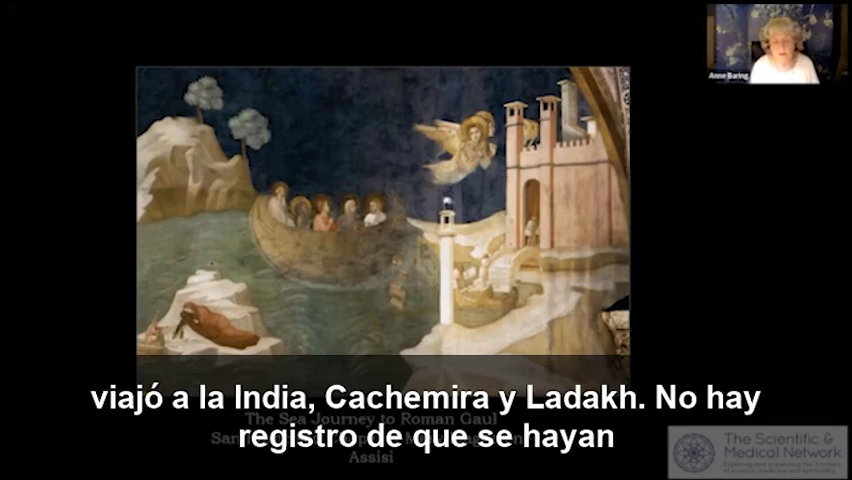 Anne Baring
viajó a la India, Cachemira y Ladakh. No hay
registro de que se hayan
The Sea Journey to Roman Gaul
Assisi
The Scientific &
Medical Network